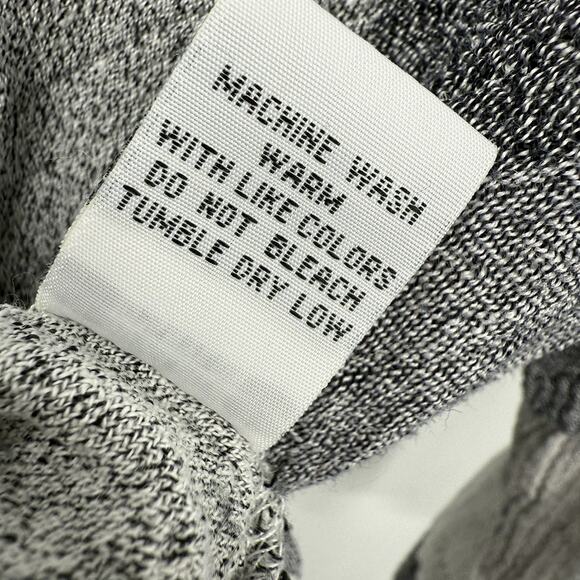 MACHINE WASH
WARM
WITH LIKE COLORS
DO NOT BLEACH
TUMBLE DRY LOW